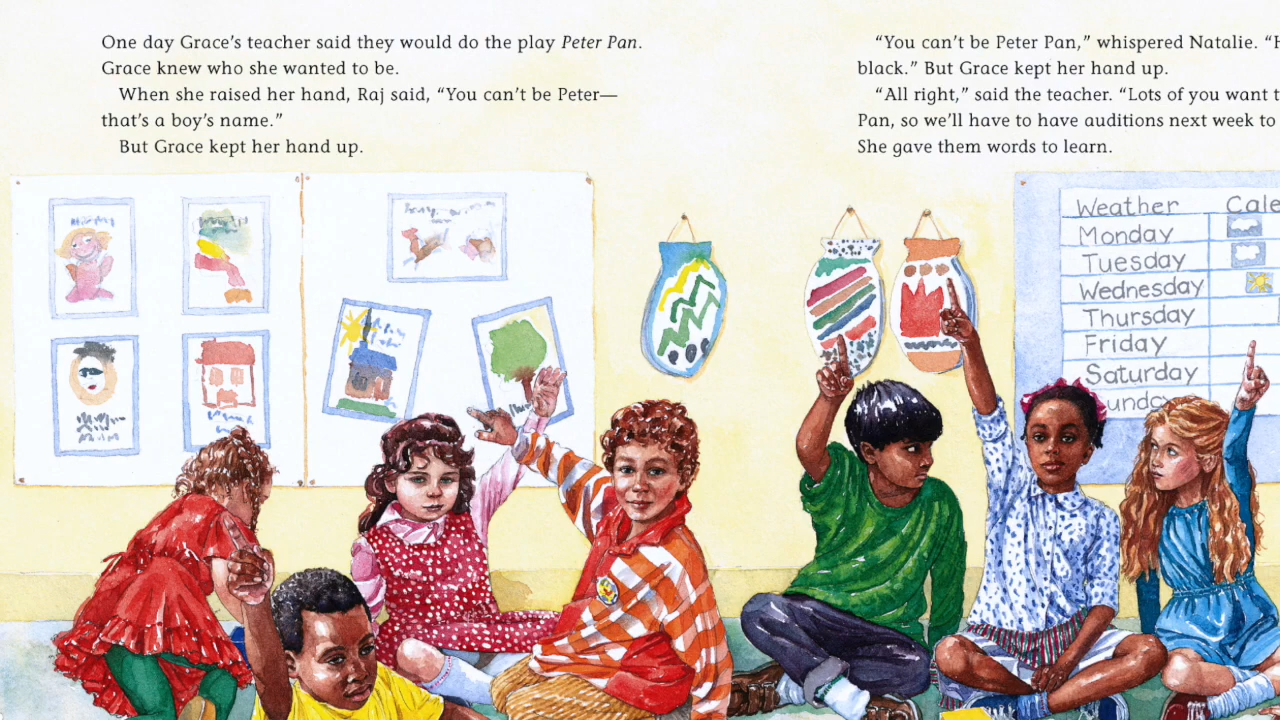 One day Grace’s teacher said they would do the play Peter Pan.
Grace knew who she wanted to be.
When she raised her hand, Raj said, “You can’t be Peter—
that’s a boy’s name.”
But Grace kept her hand up.
“You can’t be Peter Pan,” whispered Natalie.
black.” But Grace kept her hand up.
“All right,” said the teacher. “Lots of you want
Pan, so we’ll have to have auditions next week to
She gave them words to learn.
Weather Cale
Monday
Tuesday
Wednesday
Thursday
Friday
Saturday
Sunday